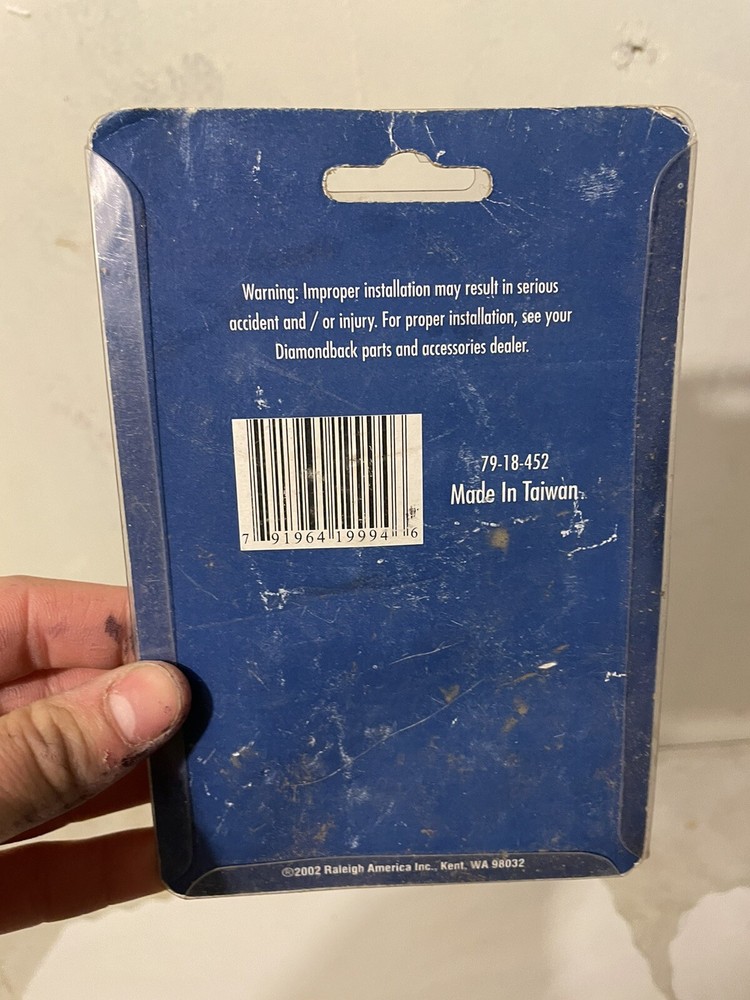 Warning: Improper installation may result in serious
accident and / or injury. For proper installation, see your
Diamondback parts and accessories dealer.
7 91964 19994 6
79-18-452
Made In Taiwan
©2002 Raleigh America Inc., Kent, WA 98032